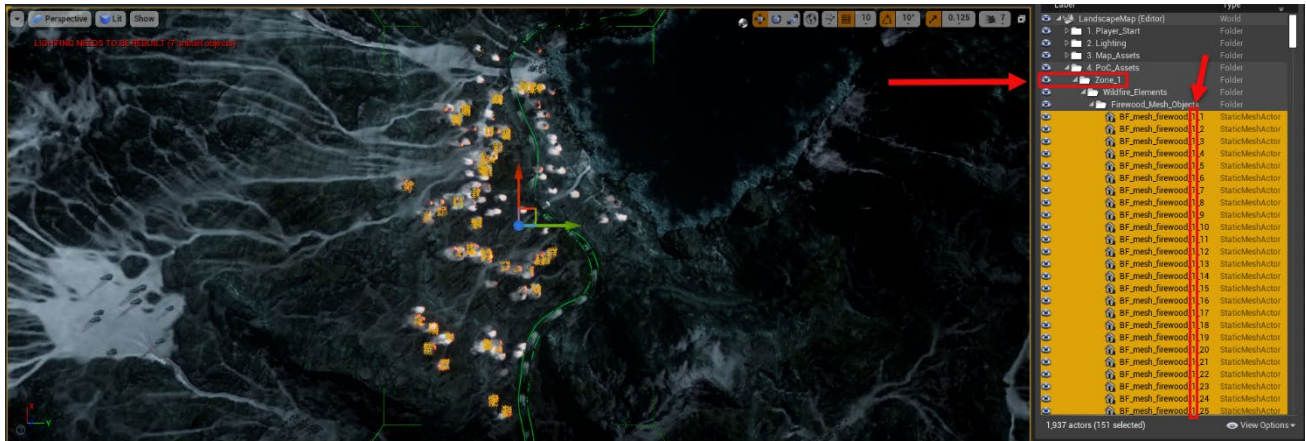 Perspective Lit Show
10 10° 0.125 7
LIGHTING NEEDS TO BE REBUILT (7 unbuilt objects)
X
Y
Label Type
LandscapeMap (Editor) World
1. Player_Start Folder
2. Lighting Folder
3. Map_Assets Folder
4. PoC_Assets Folder
Zone_1 Folder
Wildfire_Elements Folder
Firewood_Mesh_Objects Folder
BF_mesh_firewood_1_1 StaticMeshActor
BF_mesh_firewood_1_2 StaticMeshActor
BF_mesh_firewood_1_3 StaticMeshActor
BF_mesh_firewood_1_4 StaticMeshActor
BF_mesh_firewood_1_5 StaticMeshActor
BF_mesh_firewood_1_6 StaticMeshActor
BF_mesh_firewood_1_7 StaticMeshActor
BF_mesh_firewood_1_8 StaticMeshActor
BF_mesh_firewood_1_9 StaticMeshActor
BF_mesh_firewood_1_10 StaticMeshActor
BF_mesh_firewood_1_11 StaticMeshActor
BF_mesh_firewood_1_12 StaticMeshActor
BF_mesh_firewood_1_13 StaticMeshActor
BF_mesh_firewood_1_14 StaticMeshActor
BF_mesh_firewood_1_15 StaticMeshActor
BF_mesh_firewood_1_16 StaticMeshActor
BF_mesh_firewood_1_17 StaticMeshActor
BF_mesh_firewood_1_18 StaticMeshActor
BF_mesh_firewood_1_19 StaticMeshActor
BF_mesh_firewood_1_20 StaticMeshActor
BF_mesh_firewood_1_21 StaticMeshActor
BF_mesh_firewood_1_22 StaticMeshActor
BF_mesh_firewood_1_23 StaticMeshActor
BF_mesh_firewood_1_24 StaticMeshActor
BF_mesh_firewood_1_25 StaticMeshActor
1,937 actors (151 selected) View Options